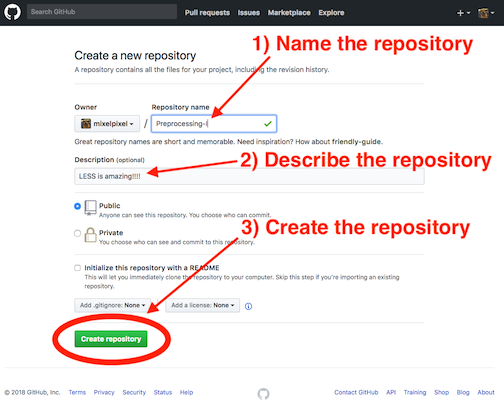 Search GitHub
Pull requests Issues Marketplace Explore
1) Name the repository
Create a new repository
A repository contains all the files for your project, including the revision history.
Owner Repository name
mixelpixel / Preprocessing-I
Great repository names are short and memorable. Need inspiration? How about friendly-guide.
2) Describe the repository
Description (optional)
LESS is amazing!!!!
Public
Anyone can see this repository. You choose who can commit.
3) Create the repository
Private
You choose who can see and commit to this repository.
Initialize this repository with a README
This will let you immediately clone the repository to your computer. Skip this step if you're importing an existing
repository.
Add .gitignore: None Add a license: None
Create repository
© 2018 GitHub, Inc. Terms Privacy Security Status Help Contact GitHub API Training Shop Blog About